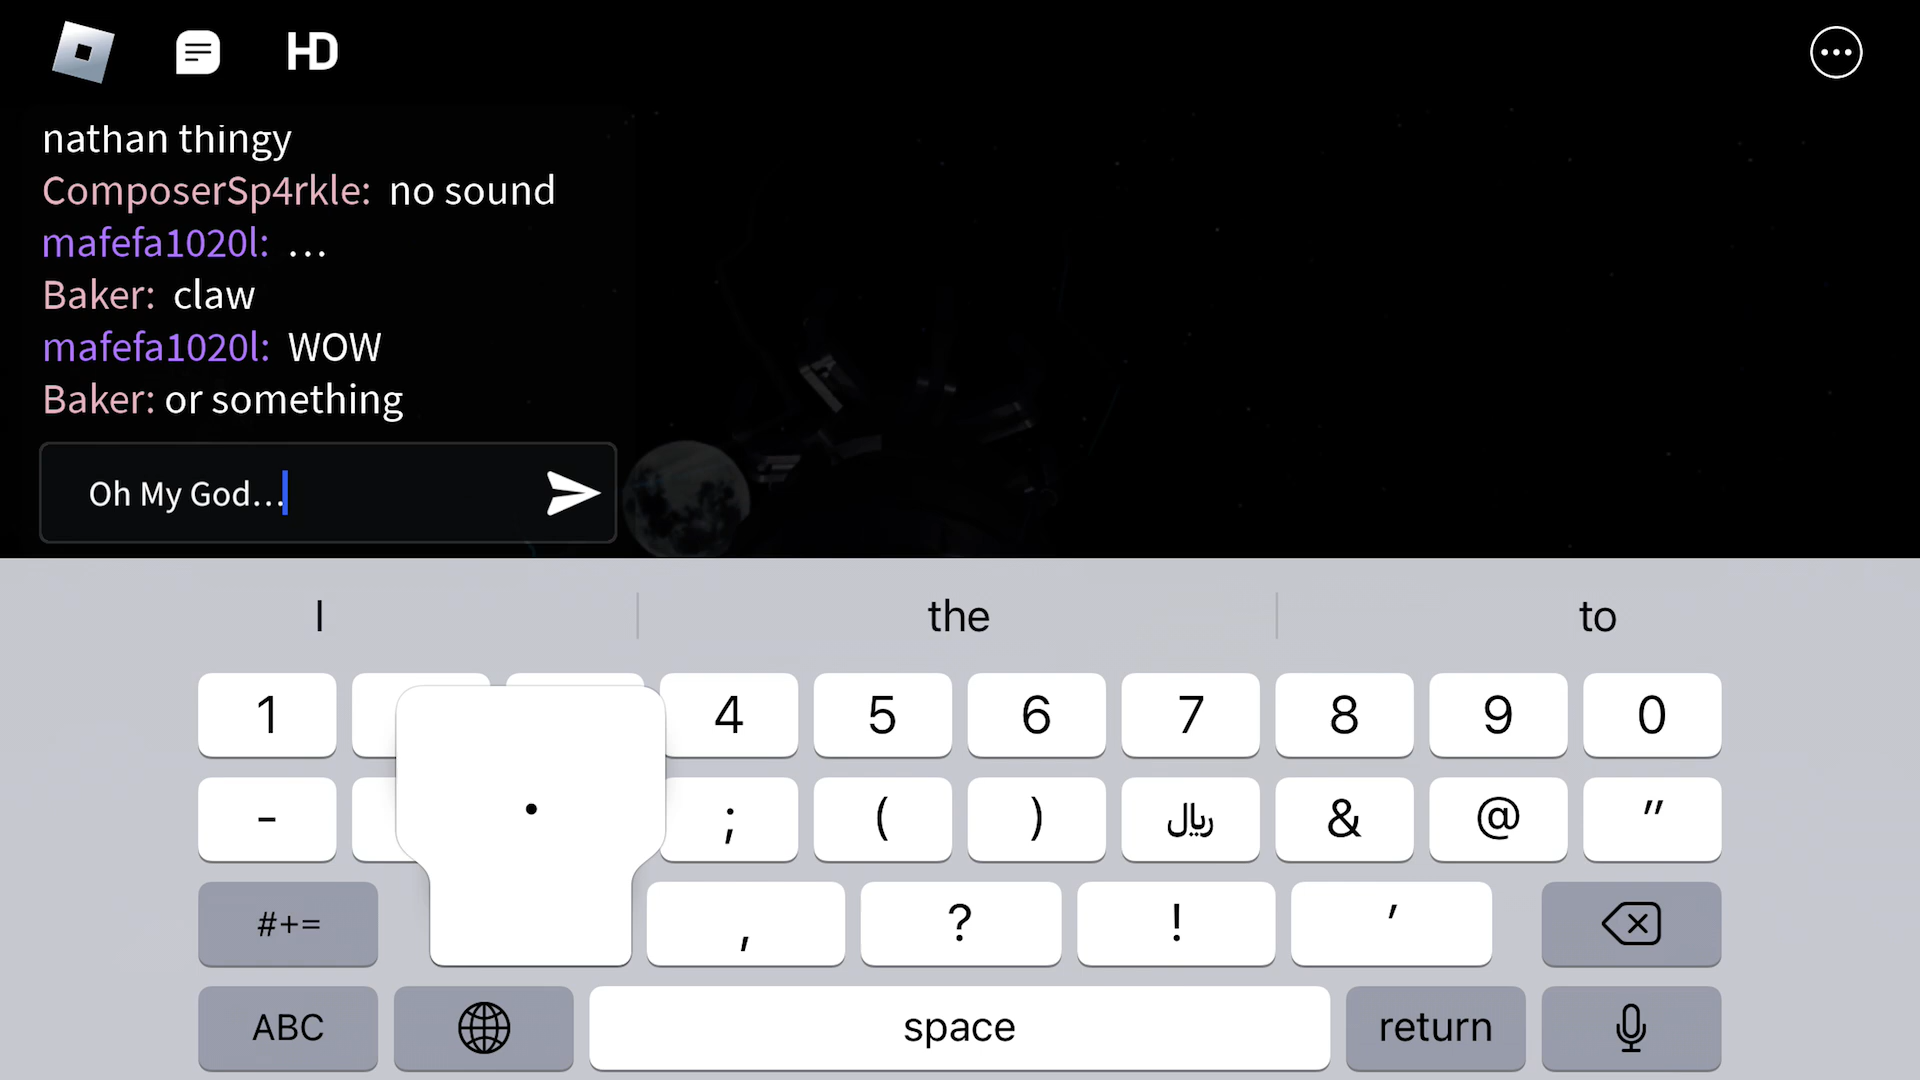 HD
nathan thingy
ComposerSp4rkle: no sound
mafefa1020l: ...
Baker: claw
mafefa1020l: WOW
Baker: or something
Oh My God...
I the to
1 4 5 6 7 8 9 0
- . ; ( ) ﷼ & @ "
#+= , ? ! '
ABC space return